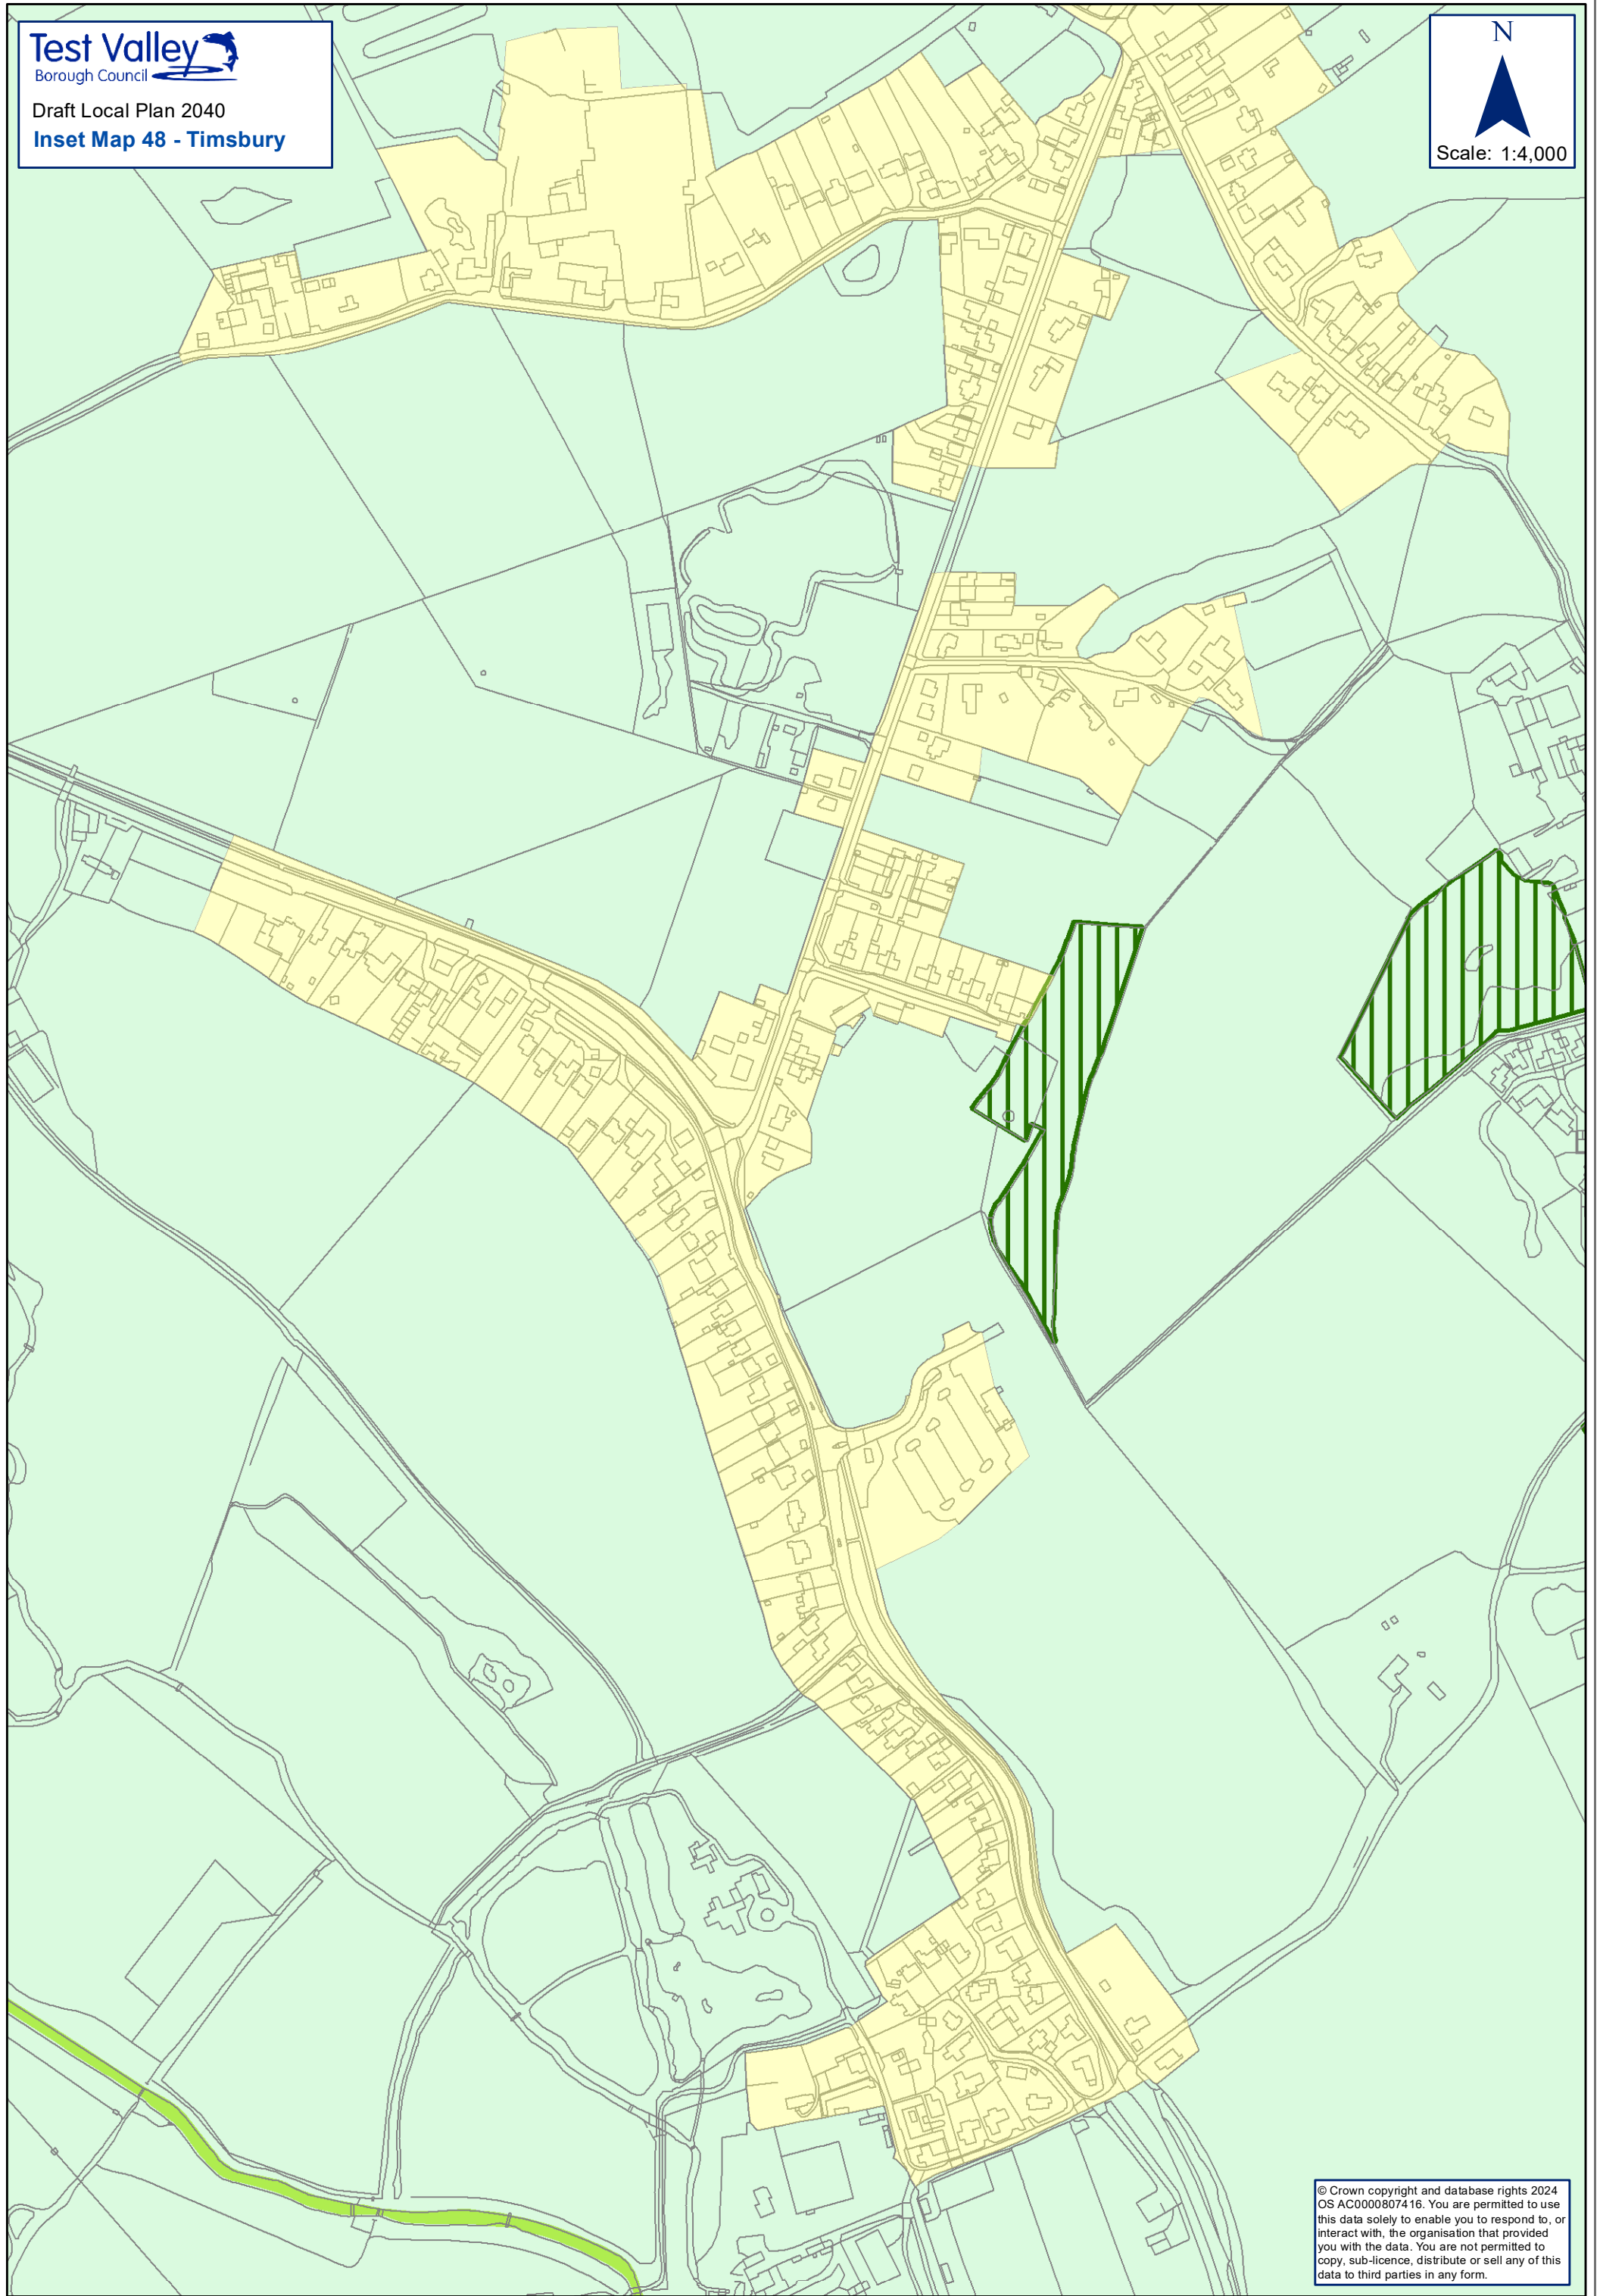 Test Valley
Borough Council
Draft Local Plan 2040
Inset Map 48 - Timsbury
N
Scale: 1:4,000
© Crown copyright and database rights 2024
OS AC0000807416. You are permitted to use
this data solely to enable you to respond to, or
interact with, the organisation that provided
you with the data. You are not permitted to
copy, sub-licence, distribute or sell any of this
data to third parties in any form.